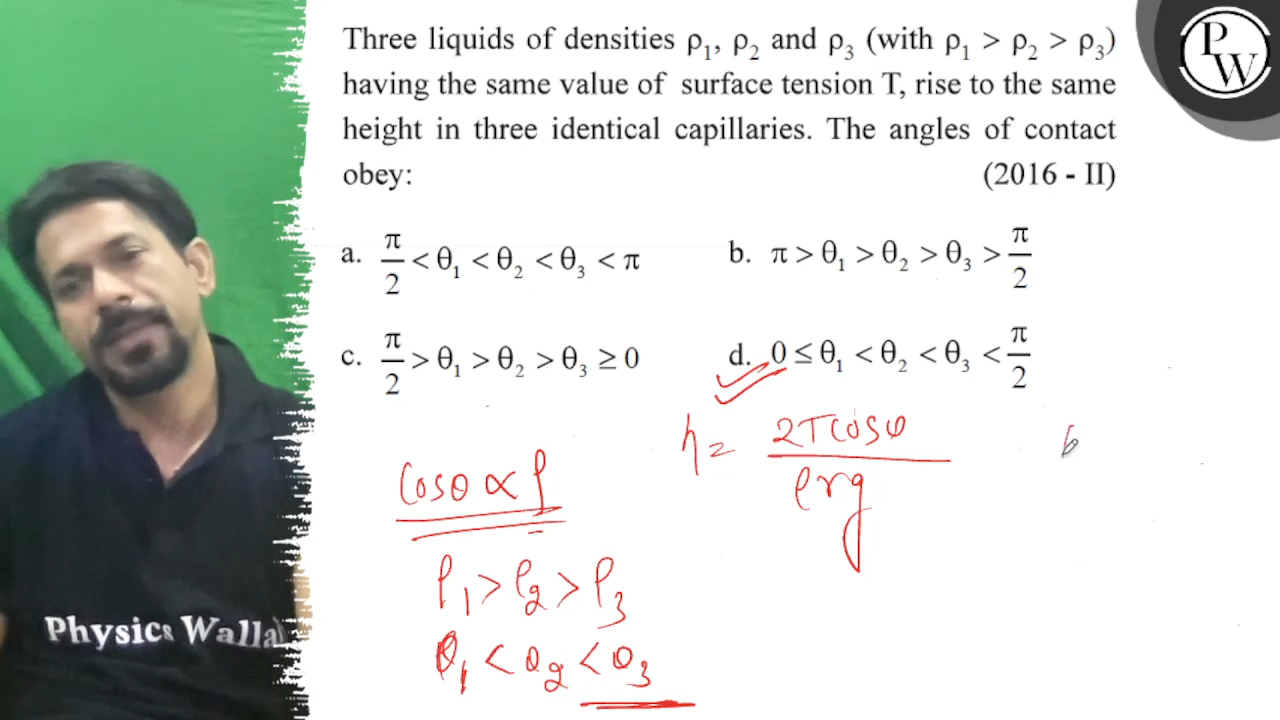 Three liquids of densities ρ₁, ρ₂ and ρ₃ (with ρ₁ > ρ₂ > ρ₃)
having the same value of surface tension T, rise to the same
height in three identical capillaries. The angles of contact
obey: (2016 - II)
a. π/2 < θ₁ < θ₂ < θ₃ < π
b. π > θ₁ > θ₂ > θ₃ > π/2
c. π/2 > θ₁ > θ₂ > θ₃ ≥ 0
d. 0 ≤ θ₁ < θ₂ < θ₃ < π/2
h = 2T cos φ / ρrg
cos θ ∝ ρ
ρ₁ > ρ₂ > ρ₃
θ₁ < θ₂ < θ₃
PW
Physics Walla